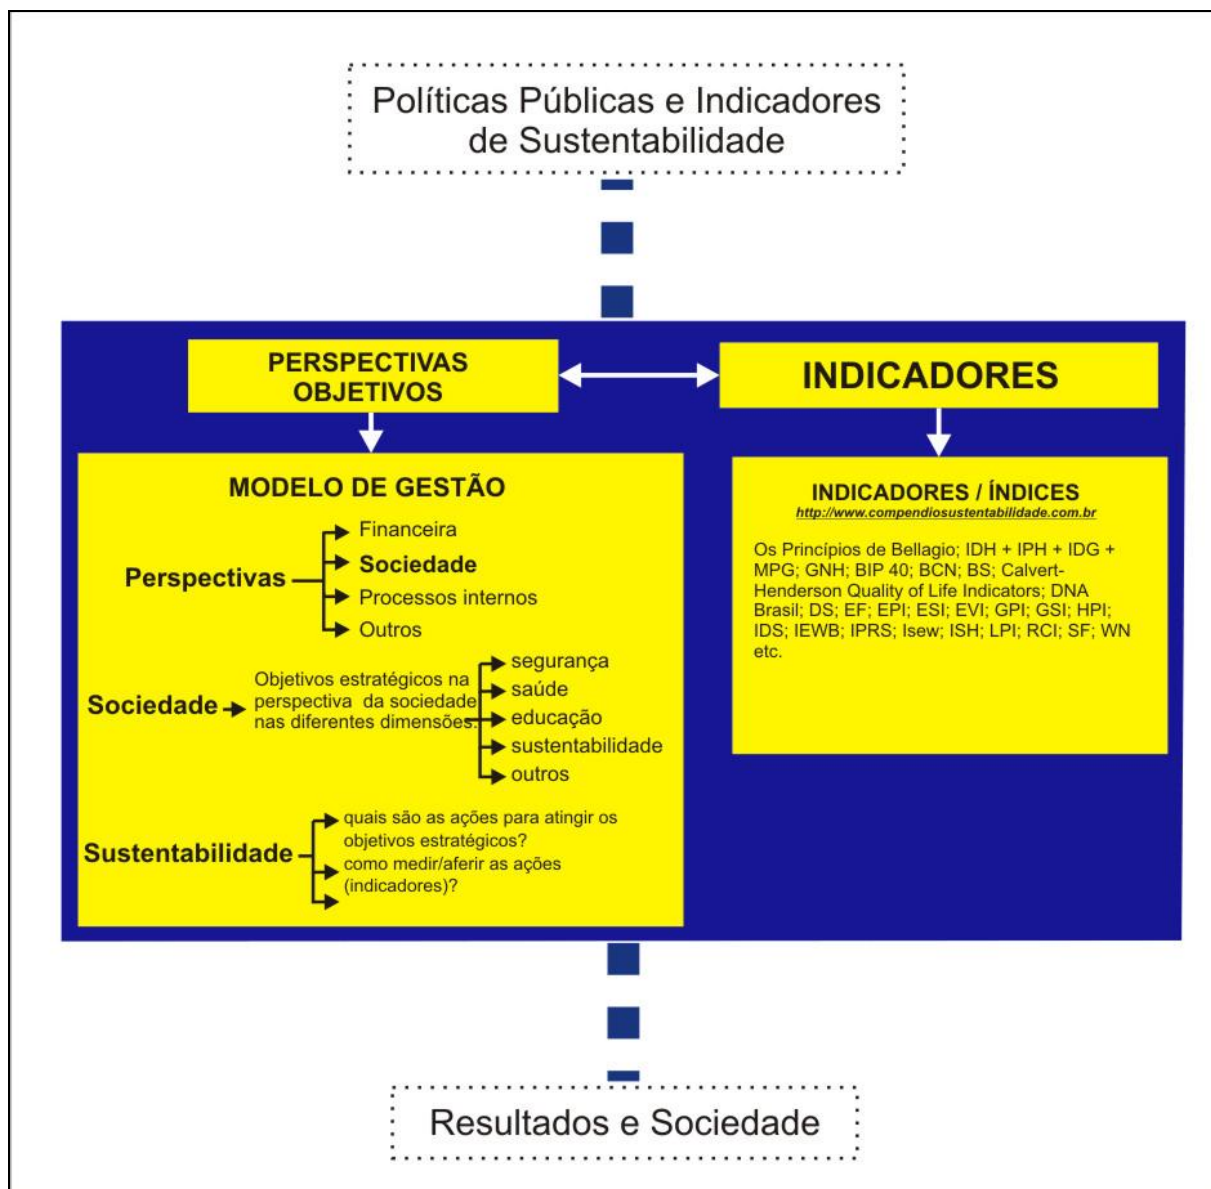 Políticas Públicas e Indicadores
de Sustentabilidade
PERSPECTIVAS
OBJETIVOS
INDICADORES
MODELO DE GESTÃO
Perspectivas
Financeira
Sociedade
Processos internos
Outros
Sociedade
Objetivos estratégicos na
perspectiva da sociedade
nas diferentes dimensões.
segurança
saúde
educação
sustentabilidade
outros
Sustentabilidade
quais são as ações para atingir os
objetivos estratégicos?
como medir/aferir as ações
(indicadores)?
INDICADORES / ÍNDICES
http://www.compendiosustentabilidade.com.br
Os Princípios de Bellagio; IDH + IPH + IDG +
MPG; GNH; BIP 40; BCN; BS; Calvert-
Henderson Quality of Life Indicators; DNA
Brasil; DS; EF; EPI; ESI; EVI; GPI; GSI; HPI;
IDS; IEWB; IPRS; Isew; ISH; LPI; RCI; SF; WN
etc.
Resultados e Sociedade